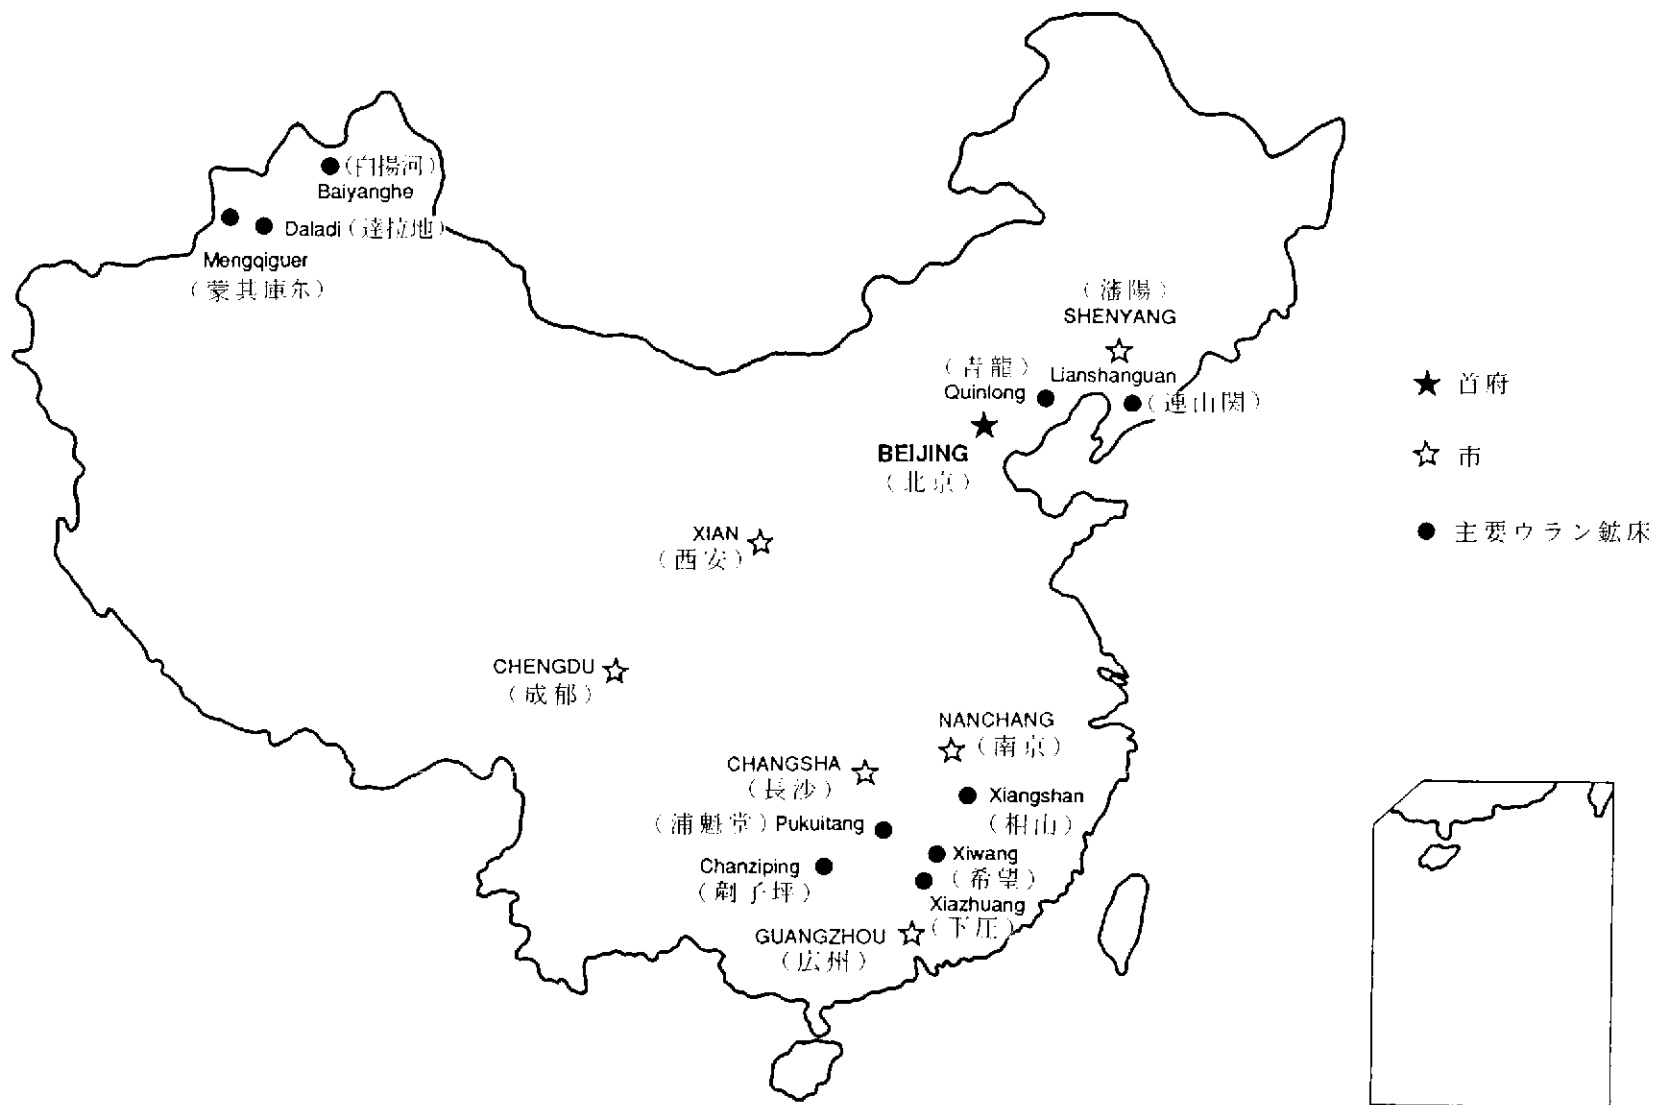 (白揚河)
Baiyanghe
Daladi (達拉地)
Mengqiguer
(蒙其庫尔)
(瀋陽)
SHENYANG
(青龍)
Quinlong
Lianshanguan
(連山関)
BEIJING
(北京)
★ 首府
☆ 市
● 主要ウラン鉱床
XIAN
(西安)
CHENGDU
(成郁)
NANCHANG
(南京)
CHANGSHA
(長沙)
Xiangshan
(相山)
(浦魁堂) Pukuitang
Chanziping
(剷子坪)
Xiwang
(希望)
Xiazhuang
(下圧)
GUANGZHOU
(広州)